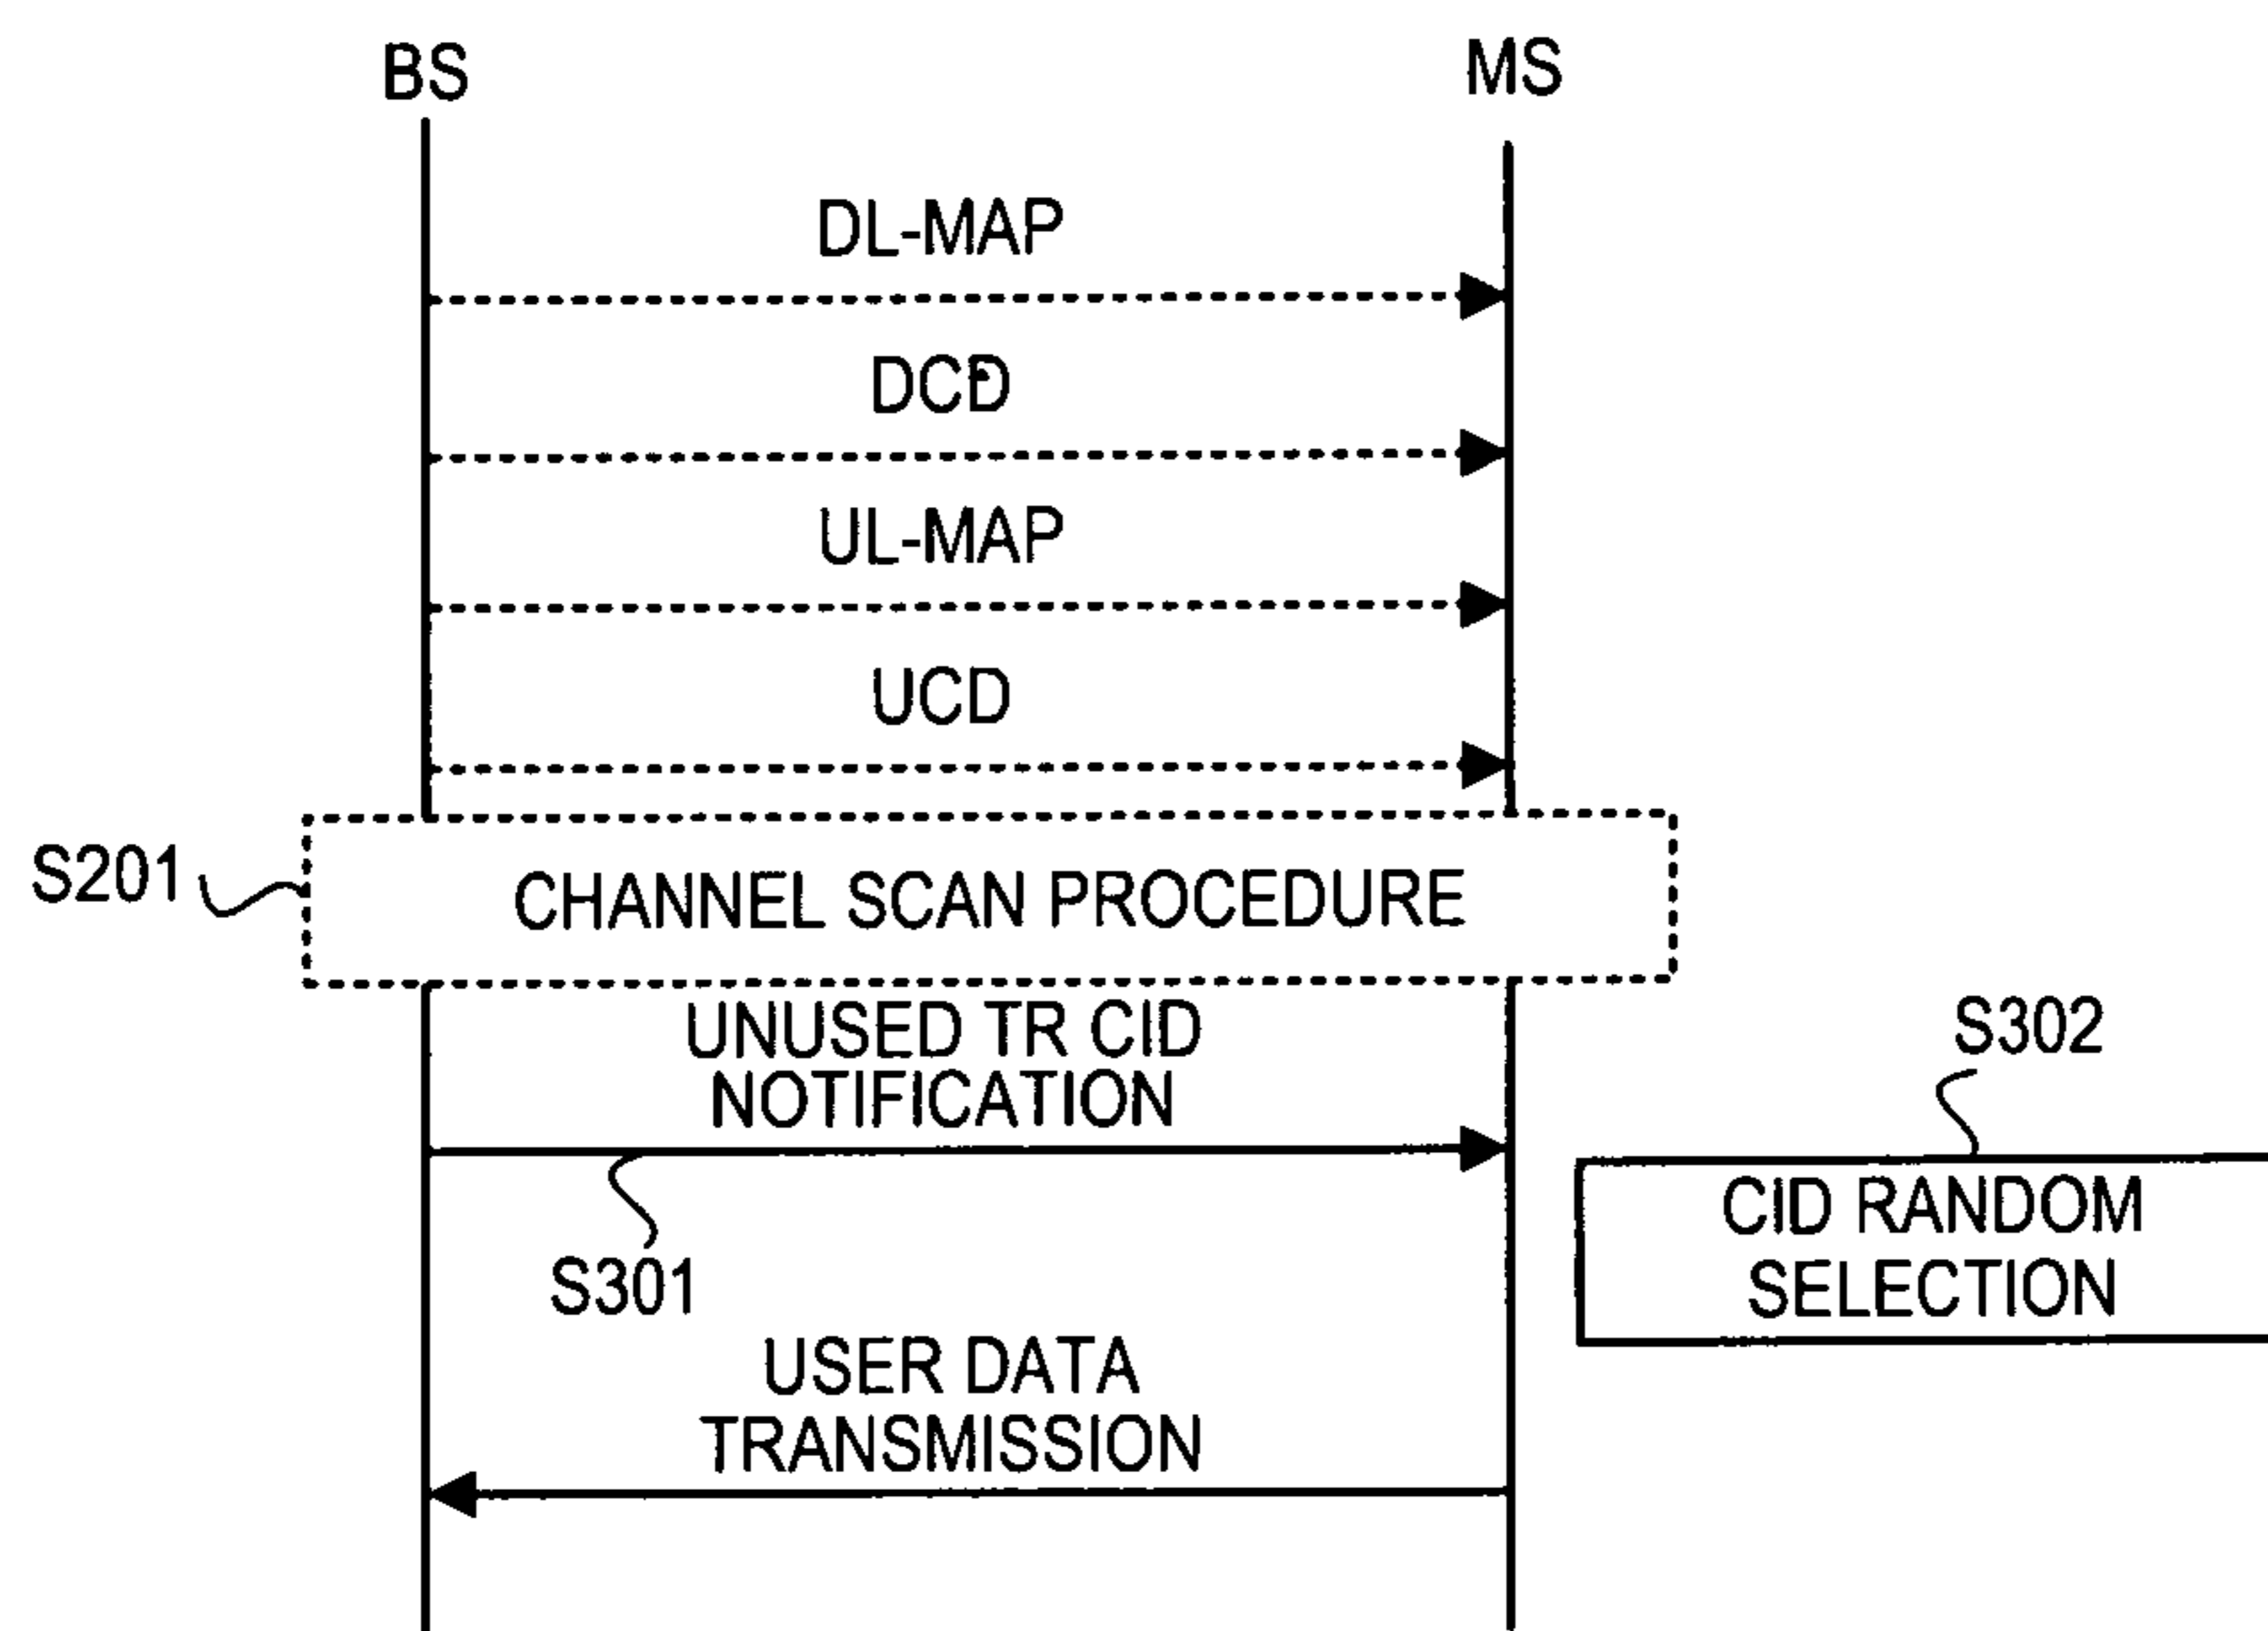 BS
MS
DL-MAP
DCD
UL-MAP
UCD
S201
CHANNEL SCAN PROCEDURE
UNUSED TR CID
NOTIFICATION
S302
CID RANDOM
SELECTION
S301
USER DATA
TRANSMISSION